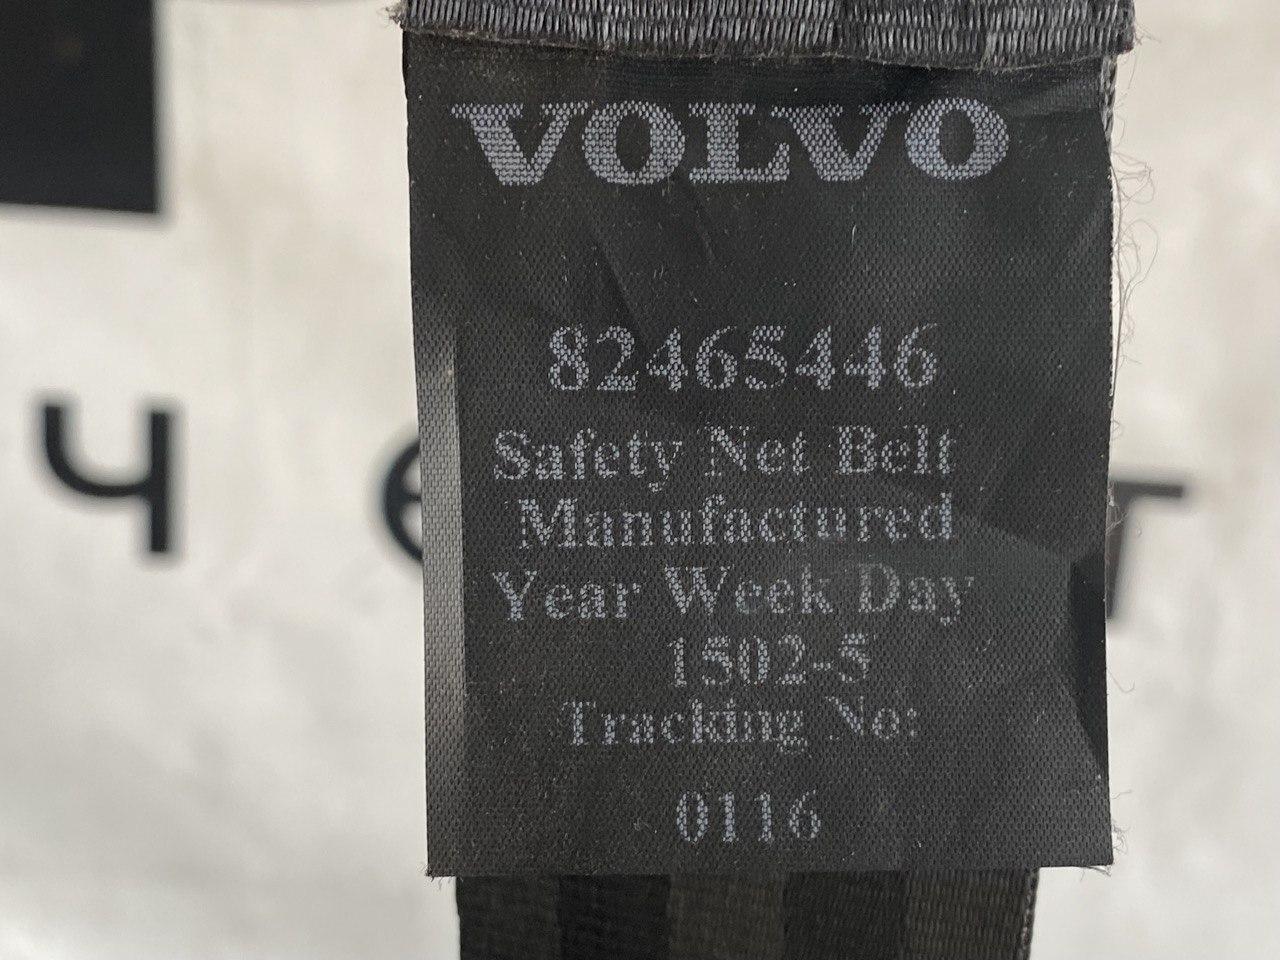 VOLVO
82465446
Safety Net Belt
Manufactured
Year Week Day
1502-5
Tracking No:
0116
ч е т